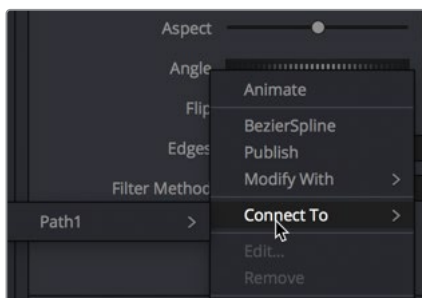 Aspect
Angle
Flip
Edges
Filter Method
Path1 >
Animate
BezierSpline
Publish
Modify With >
Connect To >
Edit...
Remove